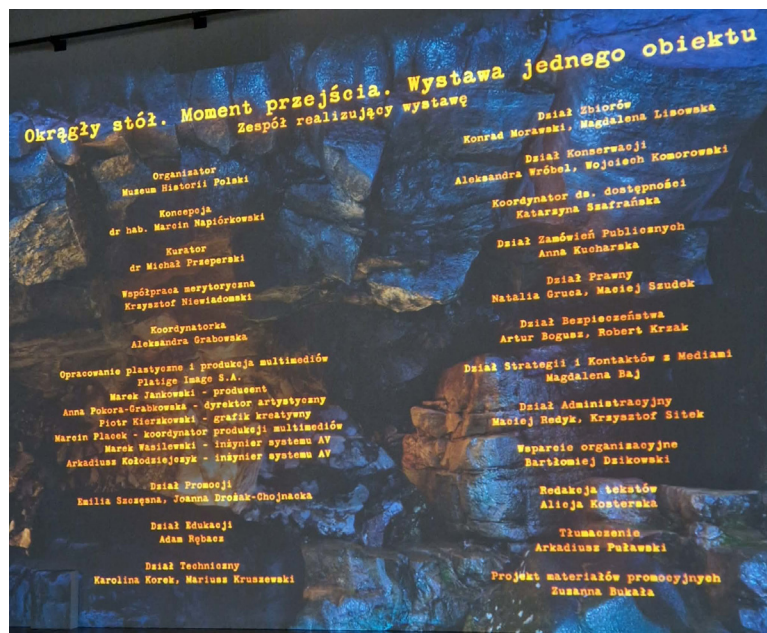 Okrągły stół. Moment przejścia. Wystawa jednego obiektu
Zespół realizujący wystawę
Organizator
Muzeum Historii Polski
Koncepcja
dr hab. Marcin Napiórkowski
Kurator
dr Michał Przeperski
Współpraca merytoryczna
Krzysztof Niewiadomski
Koordynatorka
Aleksandra Grabowska
Opracowanie plastyczne i produkcja multimediów
Platige Image S.A.
Marek Jankowski - producent
Anna Pokora-Grabkowska - dyrektor artystyczny
Piotr Kierzkowski - grafik kreatywny
Marcin Placek - koordynator produkcji multimediów
Marek Wasilewski - inżynier systemu AV
Arkadiusz Kołodziejczyk - inżynier systemu AV
Dział Promocji
Emilia Szczęsna, Joanna Drożak-Chojnacka
Dział Edukacji
Adam Rębacz
Dział Techniczny
Karolina Korek, Mariusz Kruszewski
Dział Zbiorów
Konrad Morawski, Magdalena Lisowska
Dział Konserwacji
Aleksandra Wróbel, Wojciech Komorowski
Koordynator ds. dostępności
Katarzyna Szafrańska
Dział Zamówień Publicznych
Anna Kucharska
Dział Prawny
Natalia Gruca, Maciej Szudek
Dział Bezpieczeństwa
Artur Bogusz, Robert Krzak
Dział Strategii i Kontaktów z Mediami
Magdalena Baj
Dział Administracyjny
Maciej Redyk, Krzysztof Sitek
Wsparcie organizacyjne
Bartłomiej Dzikowski
Redakcja tekstów
Alicja Kosterska
Tłumaczenie
Arkadiusz Puławski
Projekt materiałów promocyjnych
Zuzanna Bukała